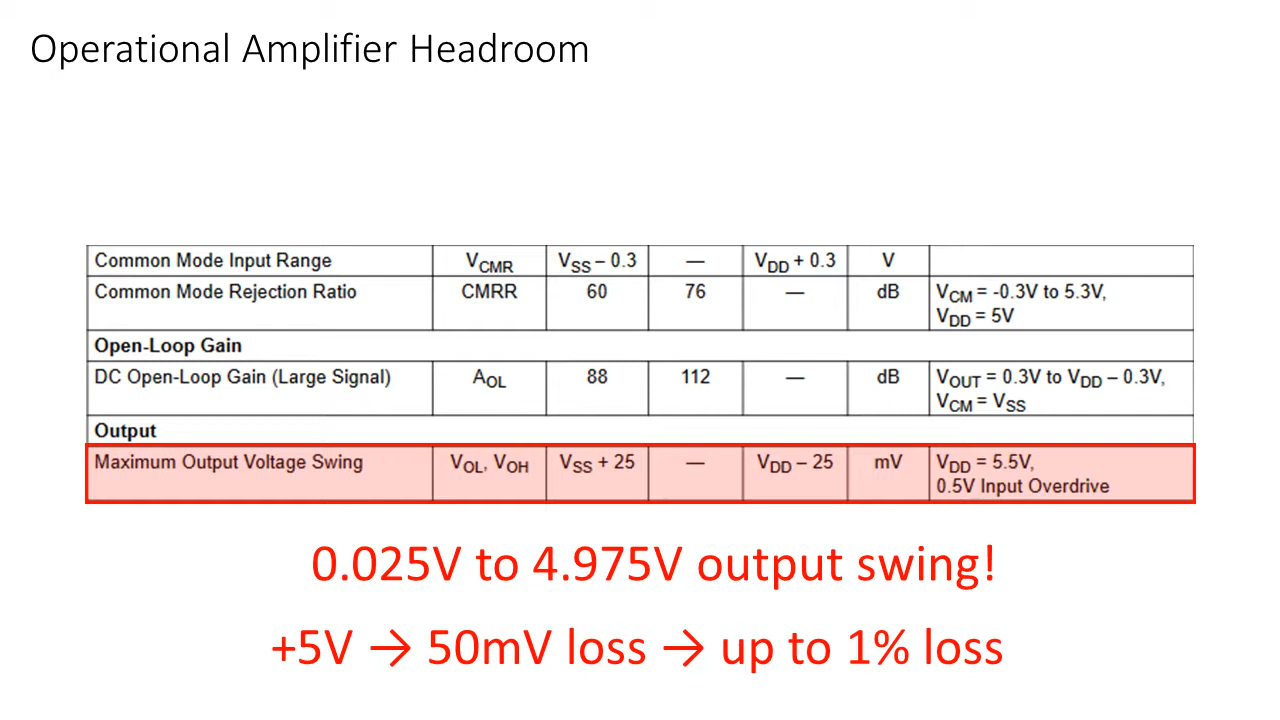 Operational Amplifier Headroom
Common Mode Input Range VCMR VSS – 0.3 — VDD + 0.3 V
Common Mode Rejection Ratio CMRR 60 76 — dB VCM = -0.3V to 5.3V,
VDD = 5V
Open-Loop Gain
DC Open-Loop Gain (Large Signal) AOL 88 112 — dB VOUT = 0.3V to VDD – 0.3V,
VCM = VSS
Output
Maximum Output Voltage Swing VOL, VOH VSS + 25 — VDD – 25 mV VDD = 5.5V,
0.5V Input Overdrive
0.025V to 4.975V output swing!
+5V → 50mV loss → up to 1% loss